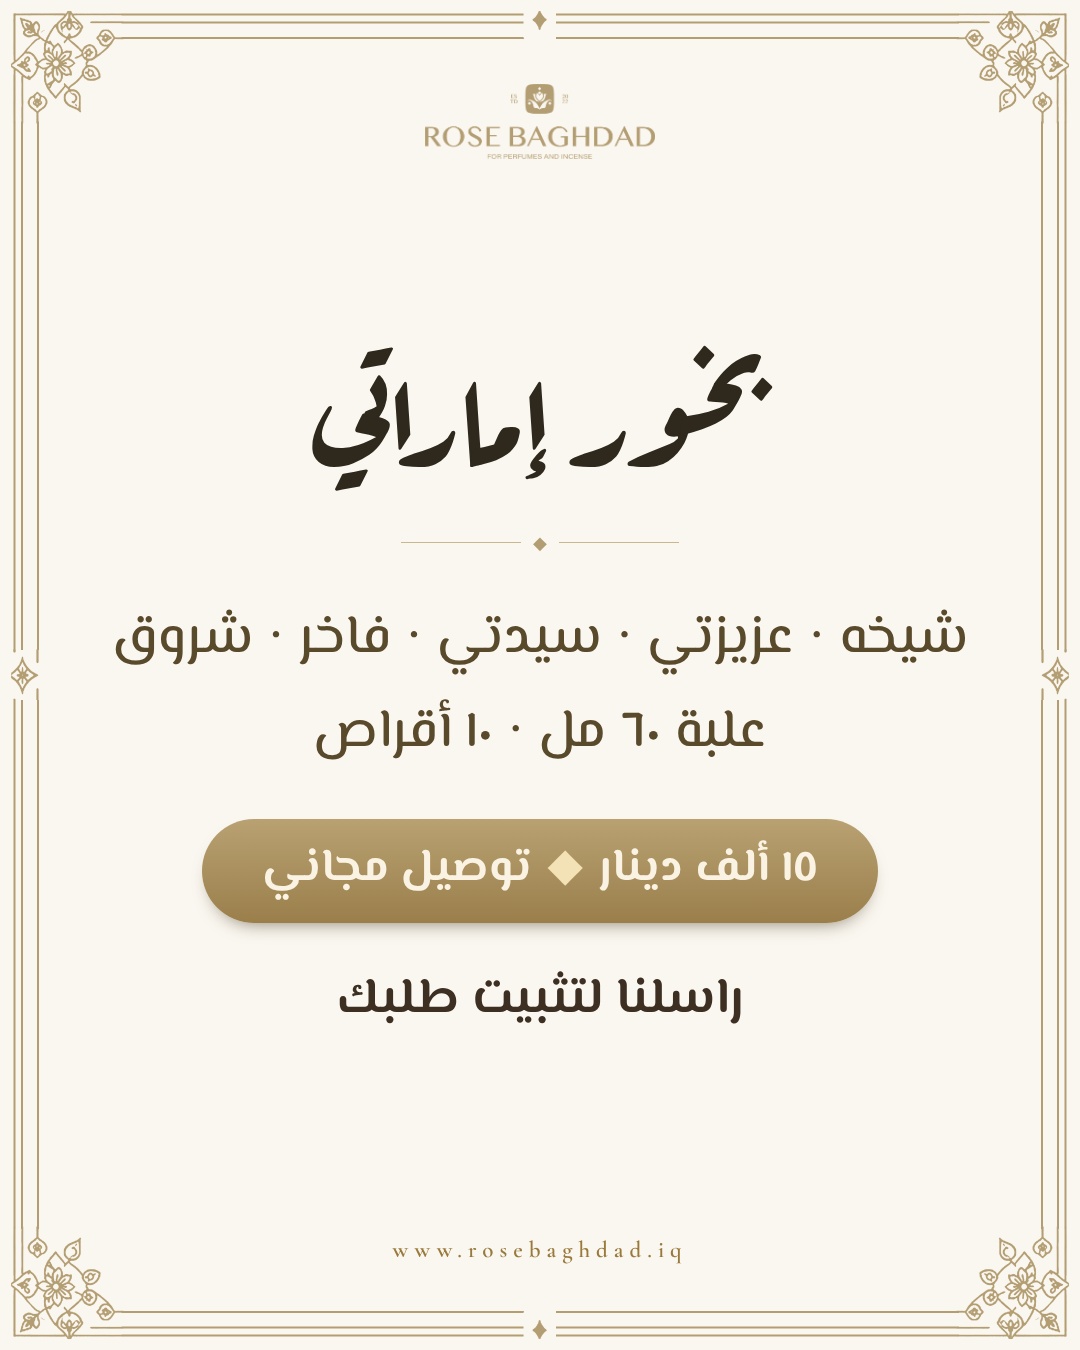 ROSE BAGHDAD
FOR PERFUMES AND INCENSE
بخور إماراتي
شيخه · عزيزتي · سيدتي · فاخر · شروق
علبة ٦٠ مل · ١٠ أقراص
١٥ ألف دينار ◆ توصيل مجاني
راسلنا لتثبيت طلبك
www.rosebaghdad.iq